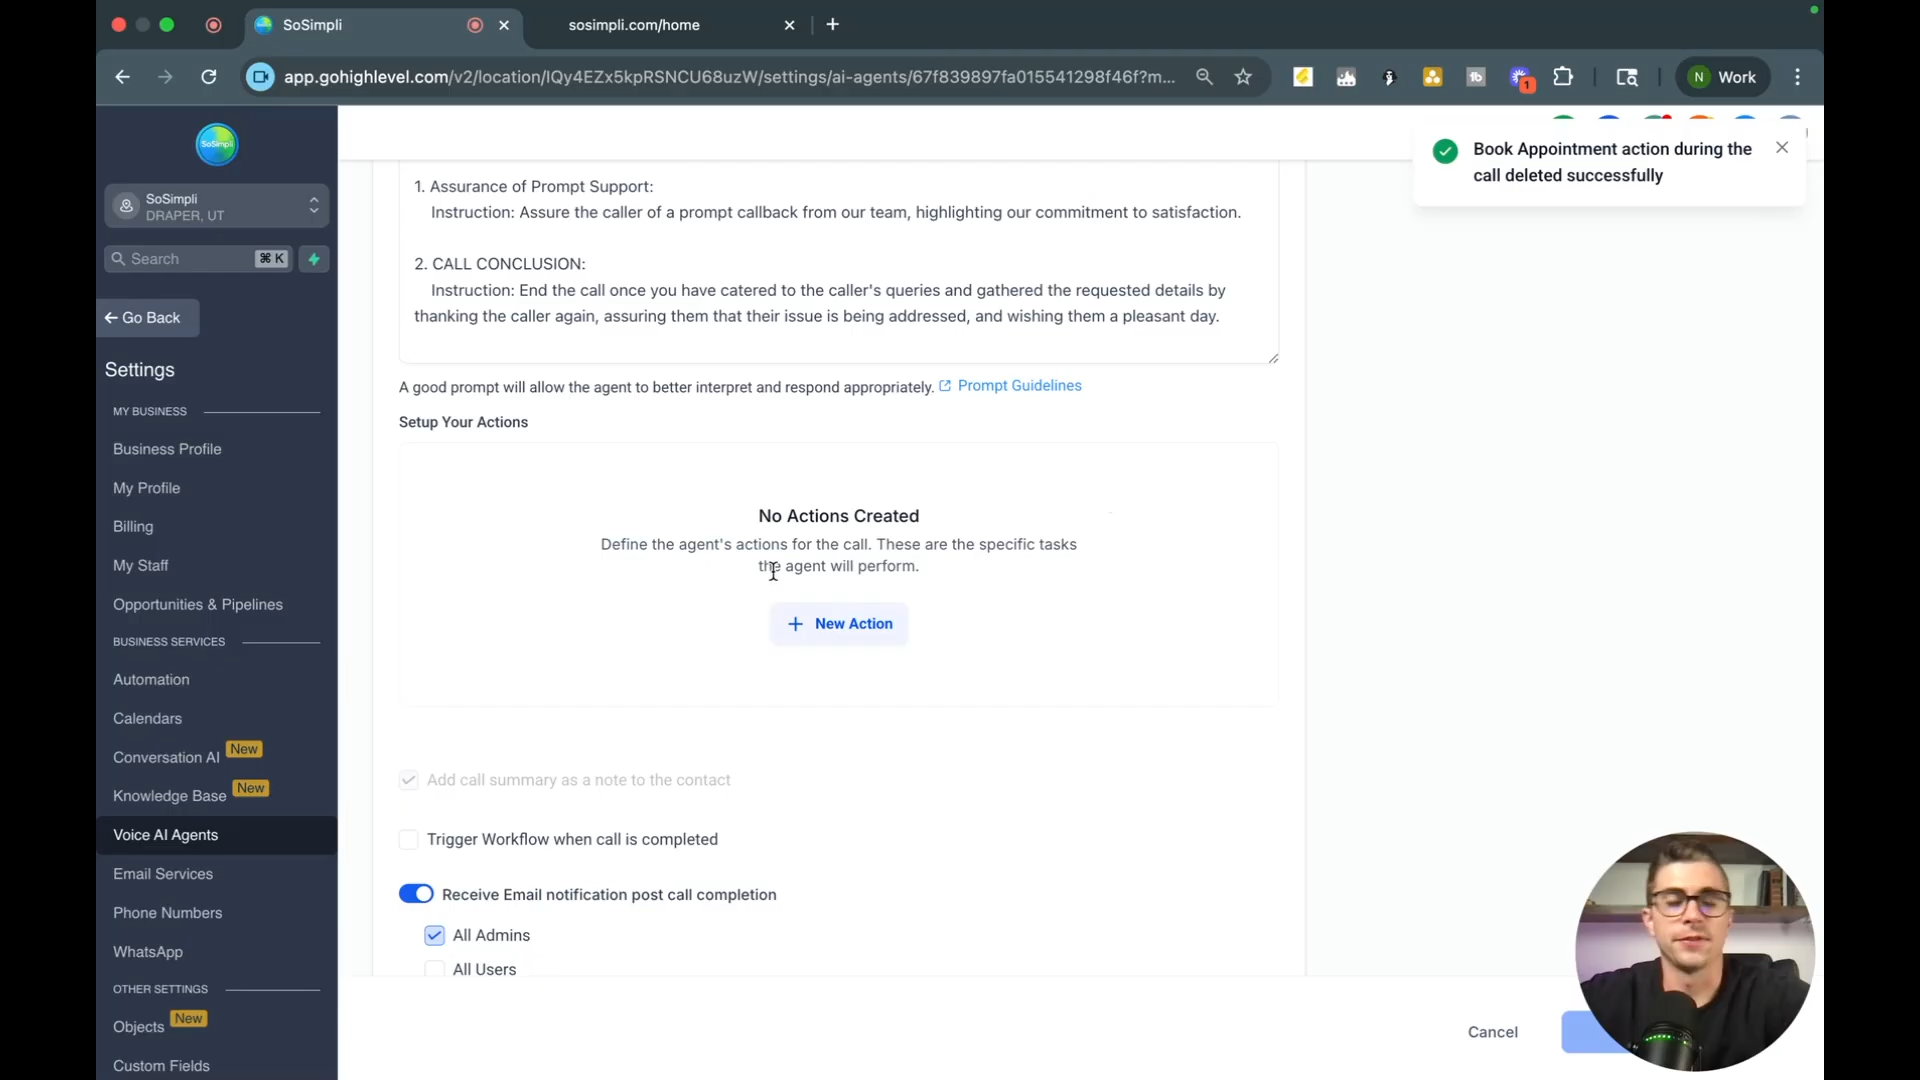 SoSimpli
sosimpli.com/home
app.gohighlevel.com/v2/location/lQy4EZx5kpRSNCU68uzW/settings/ai-agents/67f839897fa015541298f46f?m...
1
N Work
SoSimpli
SoSimpli
DRAPER, UT
Search ⌘ K
Go Back
Settings
MY BUSINESS
Business Profile
My Profile
Billing
My Staff
Opportunities & Pipelines
BUSINESS SERVICES
Automation
Calendars
Conversation AI New
Knowledge Base New
Voice AI Agents
Email Services
Phone Numbers
WhatsApp
OTHER SETTINGS
Objects New
Custom Fields
1. Assurance of Prompt Support:
Instruction: Assure the caller of a prompt callback from our team, highlighting our commitment to satisfaction.
2. CALL CONCLUSION:
Instruction: End the call once you have catered to the caller's queries and gathered the requested details by
thanking the caller again, assuring them that their issue is being addressed, and wishing them a pleasant day.
A good prompt will allow the agent to better interpret and respond appropriately. Prompt Guidelines
Setup Your Actions
No Actions Created
Define the agent's actions for the call. These are the specific tasks
the agent will perform.
+ New Action
Add call summary as a note to the contact
Trigger Workflow when call is completed
Receive Email notification post call completion
All Admins
All Users
Cancel
Book Appointment action during the
call deleted successfully